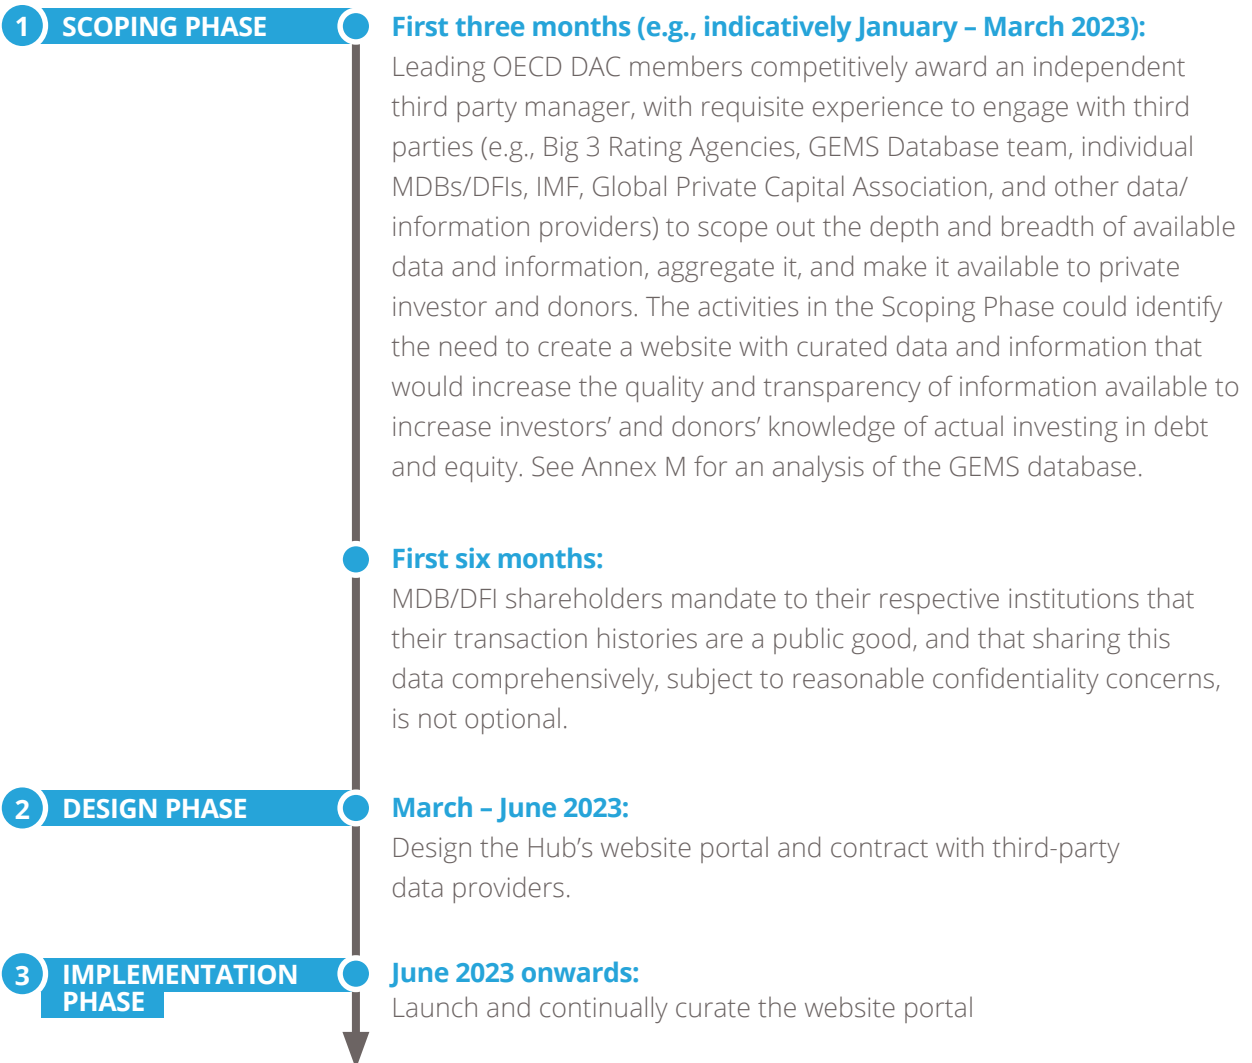 1 SCOPING PHASE
First three months (e.g., indicatively January – March 2023):
Leading OECD DAC members competitively award an independent
third party manager, with requisite experience to engage with third
parties (e.g., Big 3 Rating Agencies, GEMS Database team, individual
MDBs/DFIs, IMF, Global Private Capital Association, and other data/
information providers) to scope out the depth and breadth of available
data and information, aggregate it, and make it available to private
investor and donors. The activities in the Scoping Phase could identify
the need to create a website with curated data and information that
would increase the quality and transparency of information available to
increase investors’ and donors’ knowledge of actual investing in debt
and equity. See Annex M for an analysis of the GEMS database.
First six months:
MDB/DFI shareholders mandate to their respective institutions that
their transaction histories are a public good, and that sharing this
data comprehensively, subject to reasonable confidentiality concerns,
is not optional.
2 DESIGN PHASE
March – June 2023:
Design the Hub’s website portal and contract with third-party
data providers.
3 IMPLEMENTATION
PHASE
June 2023 onwards:
Launch and continually curate the website portal